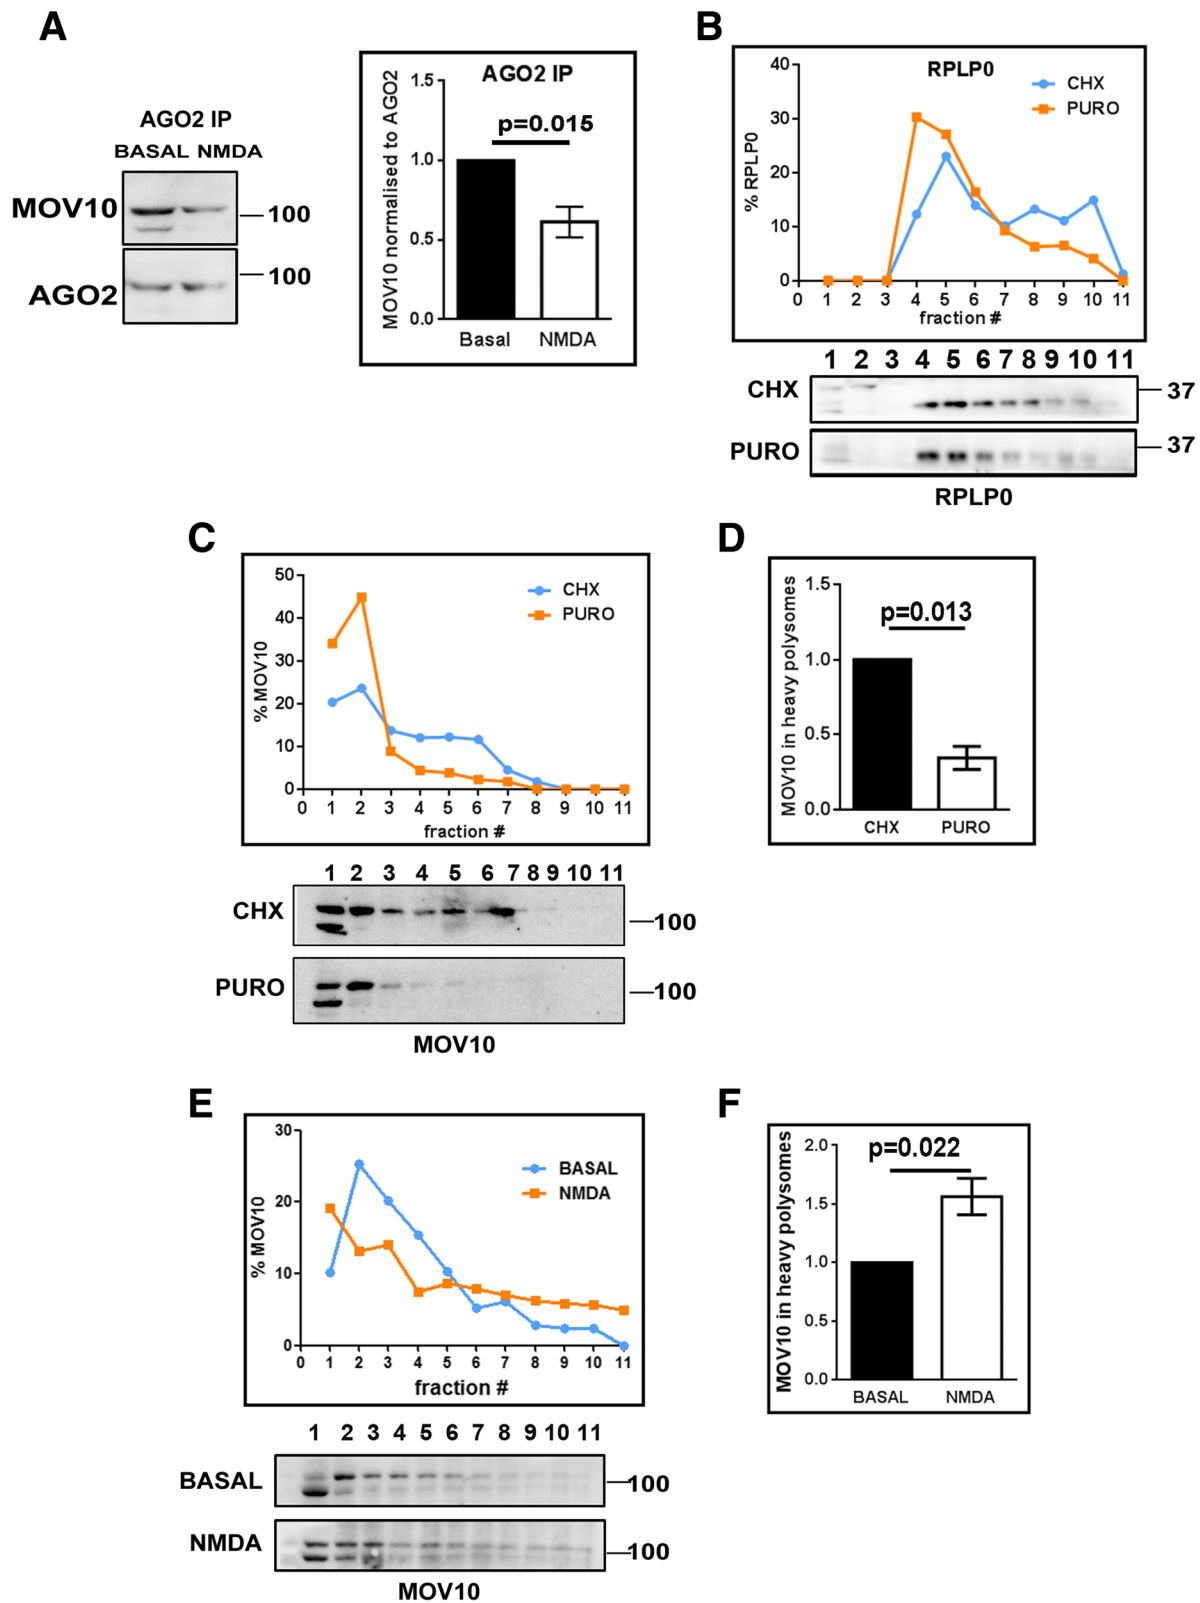 A
AGO2 IP
BASAL NMDA
MOV10
100
AGO2
100
AGO2 IP
MOV10 normalised to AGO2
1.5
1.0
0.5
0.0
p=0.015
Basal NMDA
B
RPLP0
CHX
PURO
% RPLP0
40
30
20
10
0
0 1 2 3 4 5 6 7 8 9 10 11
fraction #
1 2 3 4 5 6 7 8 9 10 11
CHX
37
PURO
37
RPLP0
C
CHX
PURO
% MOV10
50
40
30
20
10
0
0 1 2 3 4 5 6 7 8 9 10 11
fraction #
1 2 3 4 5 6 7 8 9 10 11
CHX
100
PURO
100
MOV10
D
MOV10 in heavy polysomes
1.5
1.0
0.5
0.0
p=0.013
CHX PURO
E
BASAL
NMDA
% MOV10
30
20
10
0
0 1 2 3 4 5 6 7 8 9 10 11
fraction #
1 2 3 4 5 6 7 8 9 10 11
BASAL
100
NMDA
100
MOV10
F
MOV10 in heavy polysomes
2.0
1.5
1.0
0.5
0.0
p=0.022
BASAL NMDA